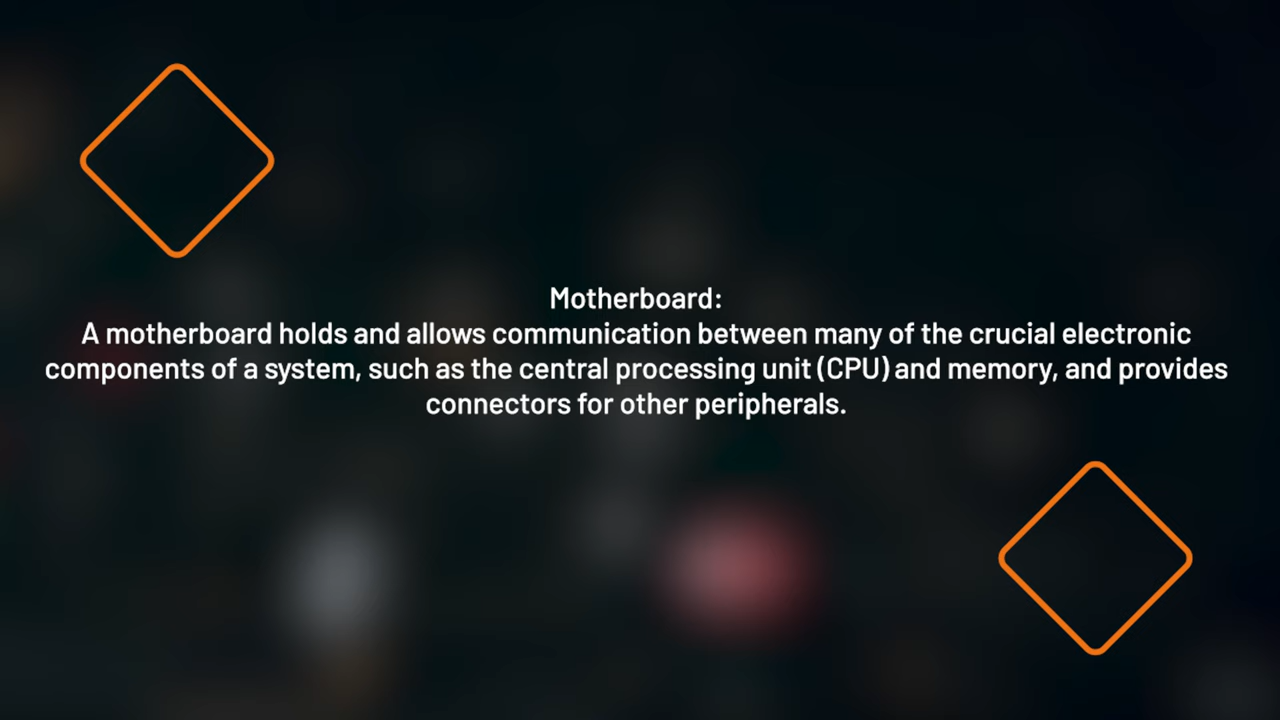 Motherboard:
A motherboard holds and allows communication between many of the crucial electronic
components of a system, such as the central processing unit (CPU) and memory, and provides
connectors for other peripherals.